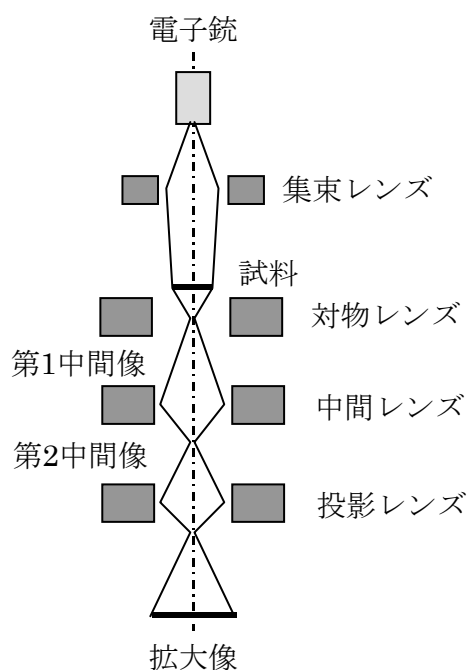 電子銃
集束レンズ
試料
対物レンズ
第1中間像
中間レンズ
第2中間像
投影レンズ
拡大像